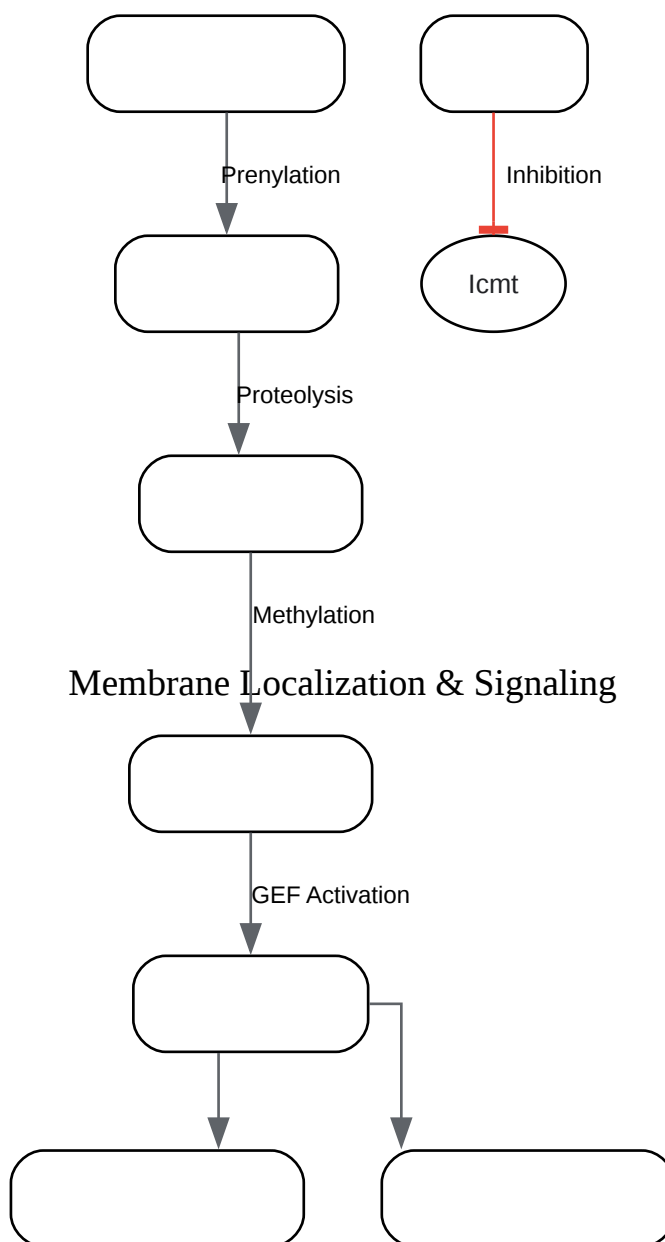 Prenylation
Inhibition
Icmt
Proteolysis
Methylation
Membrane Localization & Signaling
GEF Activation